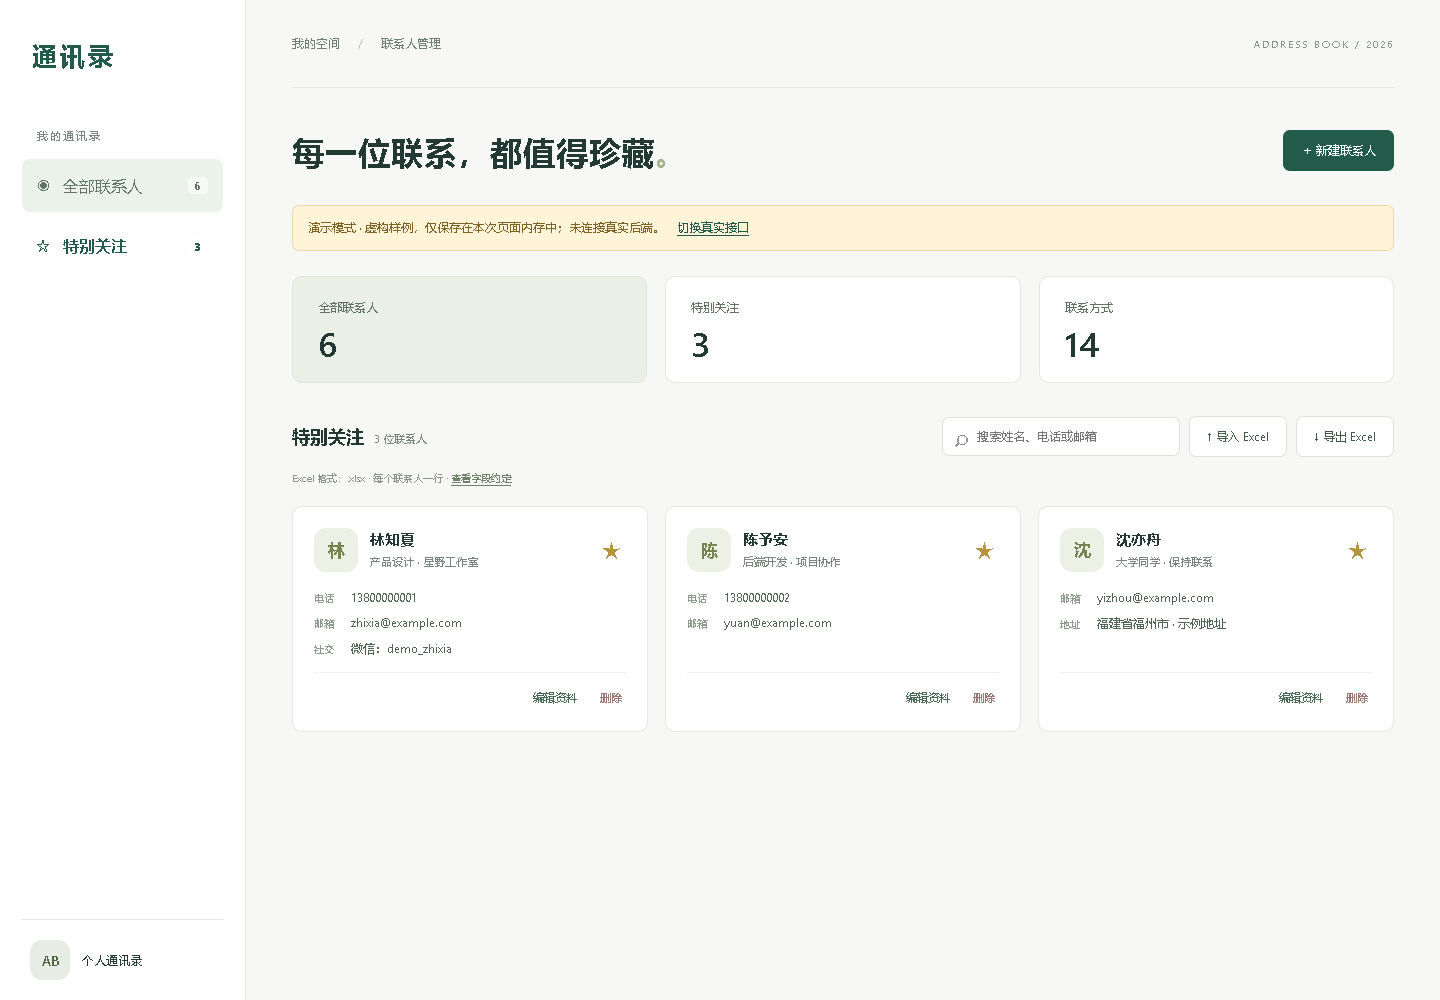 通讯录
我的通讯录
全部联系人 6
特别关注 3
AB 个人通讯录
我的空间 / 联系人管理
ADDRESS BOOK / 2026
每一位联系，都值得珍藏。
+ 新建联系人
演示模式 · 虚构样例，仅保存在本次页面内存中；未连接真实后端。 切换真实接口
全部联系人
6
特别关注
3
联系方式
14
特别关注 3 位联系人
搜索姓名、电话或邮箱
↑ 导入 Excel
↓ 导出 Excel
Excel 格式：.xlsx · 每个联系人一行 · 查看字段约定
林
林知夏
产品设计 · 星野工作室
★
电话 13800000001
邮箱 zhixia@example.com
社交 微信：demo_zhixia
编辑资料 删除
陈
陈予安
后端开发 · 项目协作
★
电话 13800000002
邮箱 yuan@example.com
编辑资料 删除
沈
沈亦舟
大学同学 · 保持联系
★
邮箱 yizhou@example.com
地址 福建省福州市 · 示例地址
编辑资料 删除